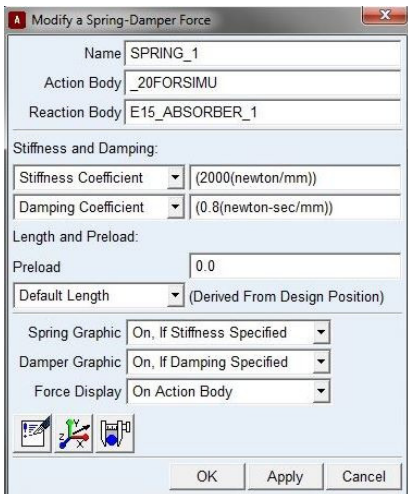 Modify a Spring-Damper Force
Name SPRING_1
Action Body _20FORSIMU
Reaction Body E15_ABSORBER_1
Stiffness and Damping:
Stiffness Coefficient (2000(newton/mm))
Damping Coefficient (0.8(newton-sec/mm))
Length and Preload:
Preload 0.0
Default Length (Derived From Design Position)
Spring Graphic On, If Stiffness Specified
Damper Graphic On, If Damping Specified
Force Display On Action Body
OK Apply Cancel